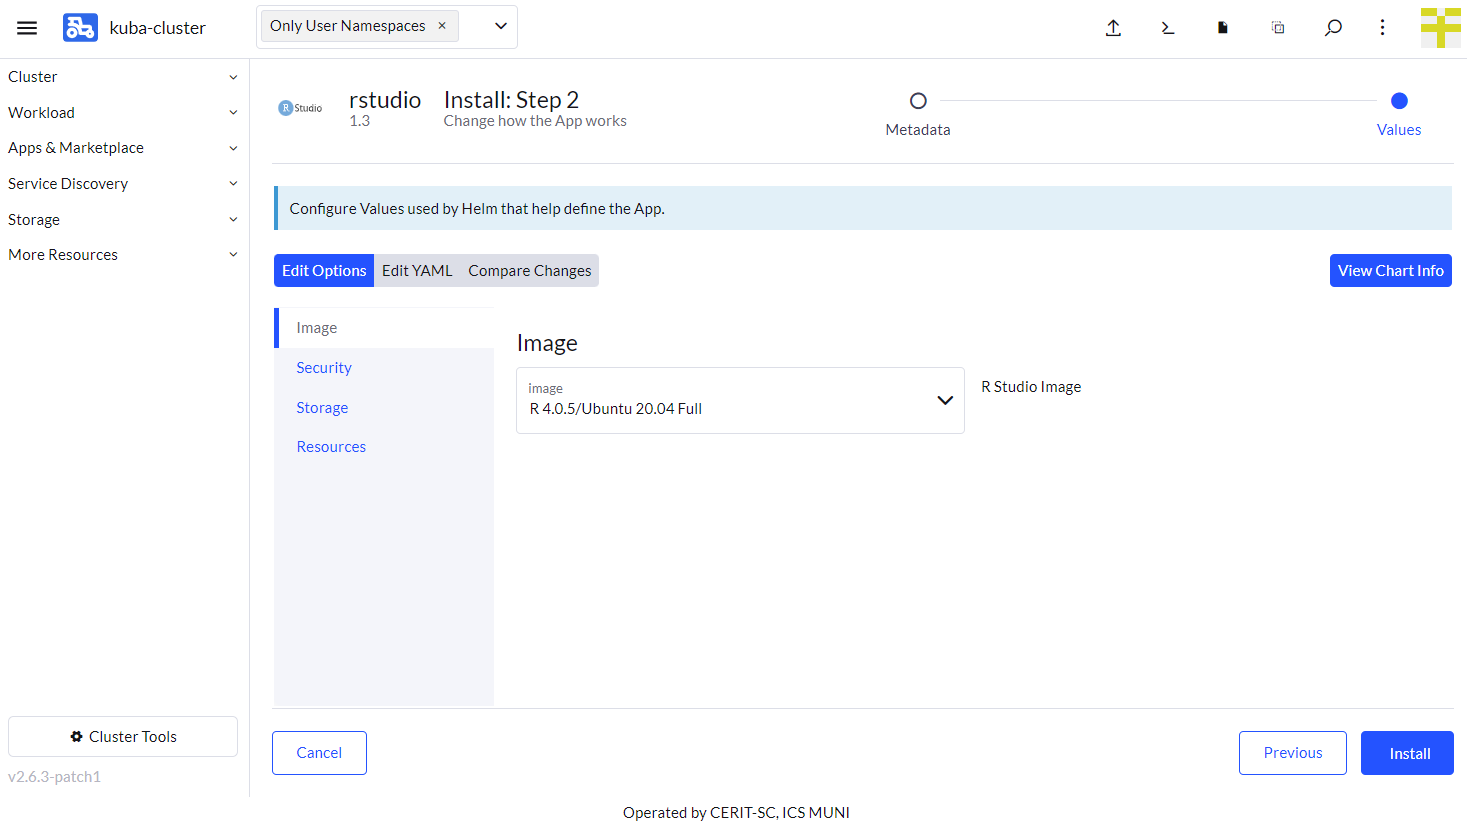 kuba-cluster
Only User Namespaces ×
Cluster
Workload
Apps & Marketplace
Service Discovery
Storage
More Resources
Cluster Tools
v2.6.3-patch1
R Studio
rstudio
1.3
Install: Step 2
Change how the App works
Metadata
Values
Configure Values used by Helm that help define the App.
Edit Options Edit YAML Compare Changes
View Chart Info
Image
Security
Storage
Resources
Image
image
R 4.0.5/Ubuntu 20.04 Full
R Studio Image
Cancel
Previous
Install
Operated by CERIT-SC, ICS MUNI